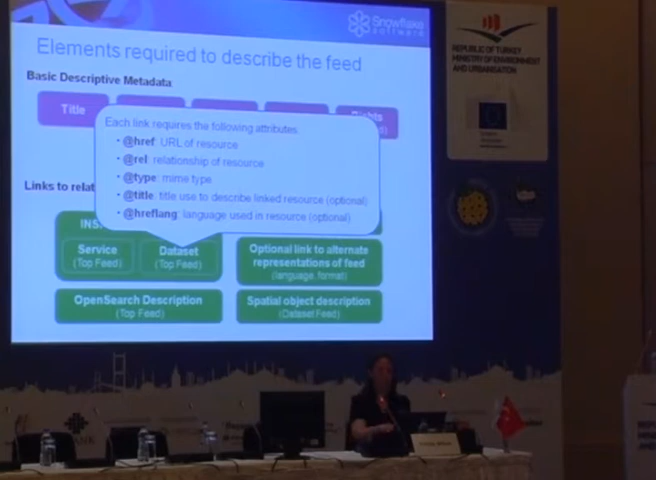 Snowflake
software
Elements required to describe the feed
Basic Descriptive Metadata
Title
Rights
Each link requires the following attributes
• @href: URL of resource
• @rel: relationship of resource
• @type: mime type
• @title: title use to describe linked resource (optional)
• @hreflang: language used in resource (optional)
Links to relat
INS
Service
(Top Feed)
Dataset
(Top Feed)
Optional link to alternate
representations of feed
(language, format)
OpenSearch Description
(Top Feed)
Spatial object description
(Dataset Feed)
REPUBLIC OF TURKEY
MINISTRY OF ENVIRONMENT
AND URBANISATION